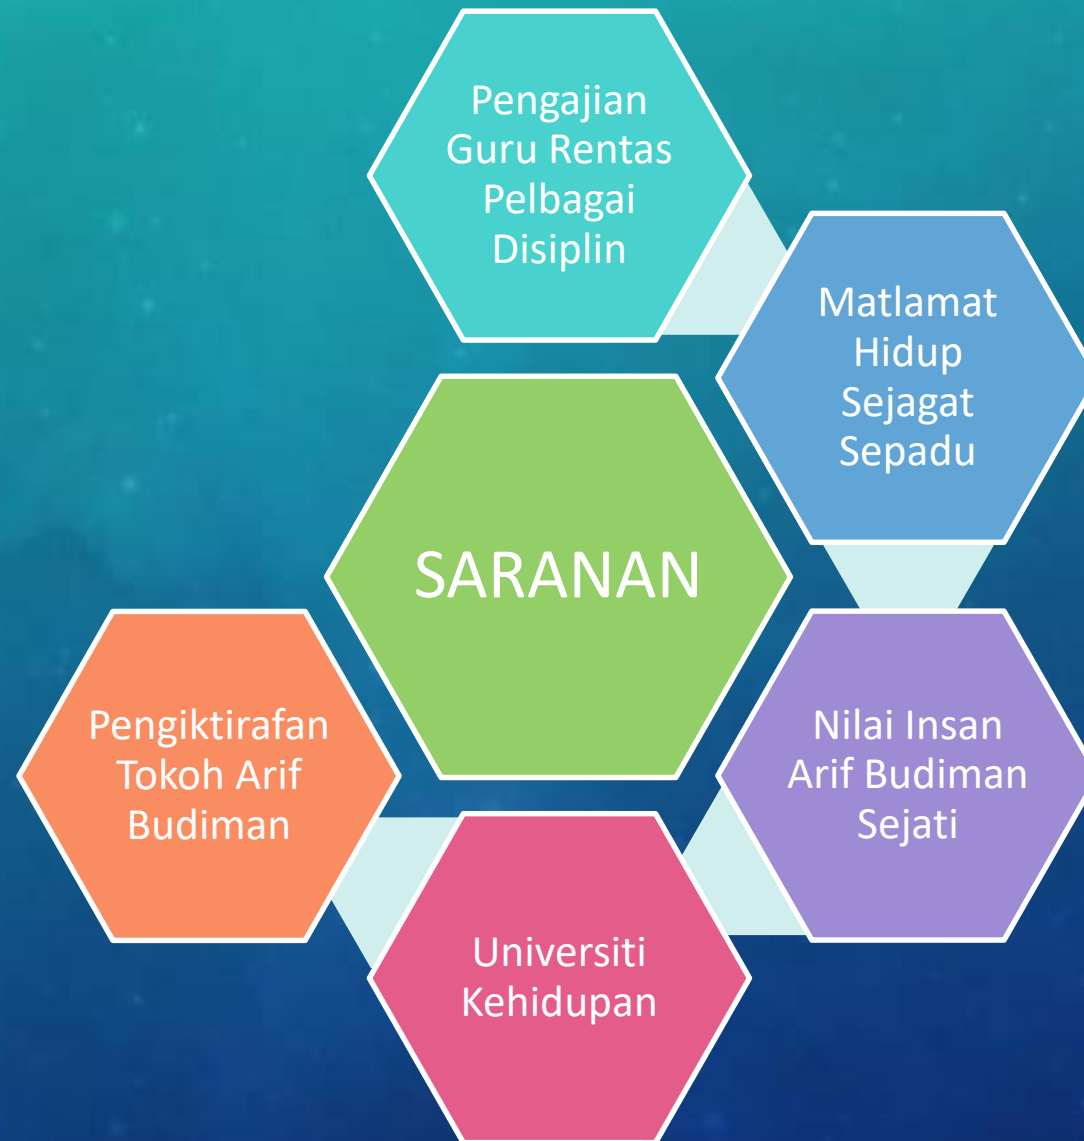 Pengajian
Guru Rentas
Pelbagai
Disiplin
Matlamat
Hidup
Sejagat
Sepadu
SARANAN
Nilai Insan
Arif Budiman
Sejati
Universiti
Kehidupan
Pengiktirafan
Tokoh Arif
Budiman